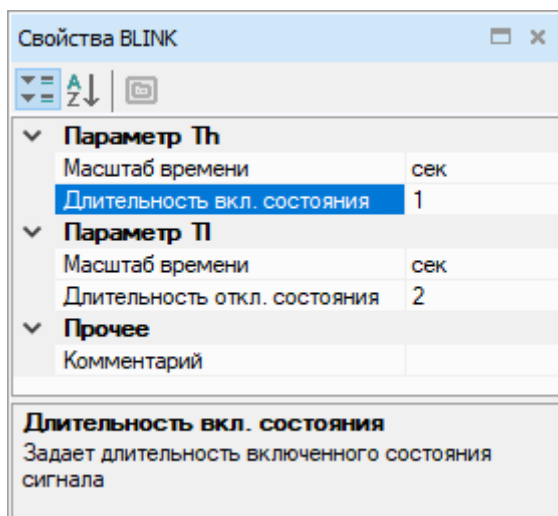 Свойства BLINK
Параметр Th
Масштаб времени сек
Длительность вкл. состояния 1
Параметр Tl
Масштаб времени сек
Длительность откл. состояния 2
Прочее
Комментарий
Длительность вкл. состояния
Задает длительность включенного состояния
сигнала